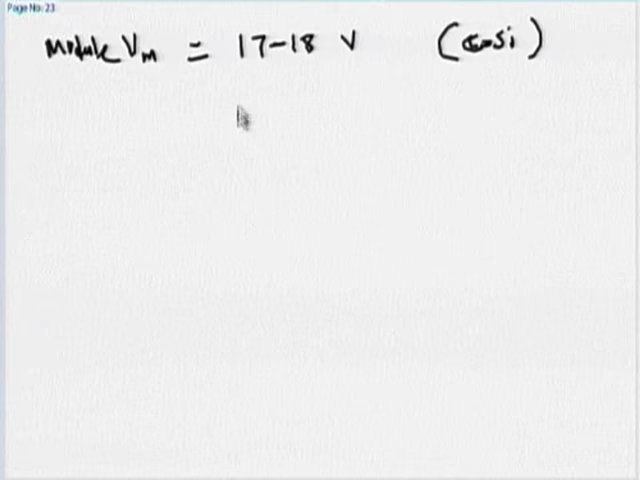 Page No: 23
Module Vm = 17-18 V (c-Si)